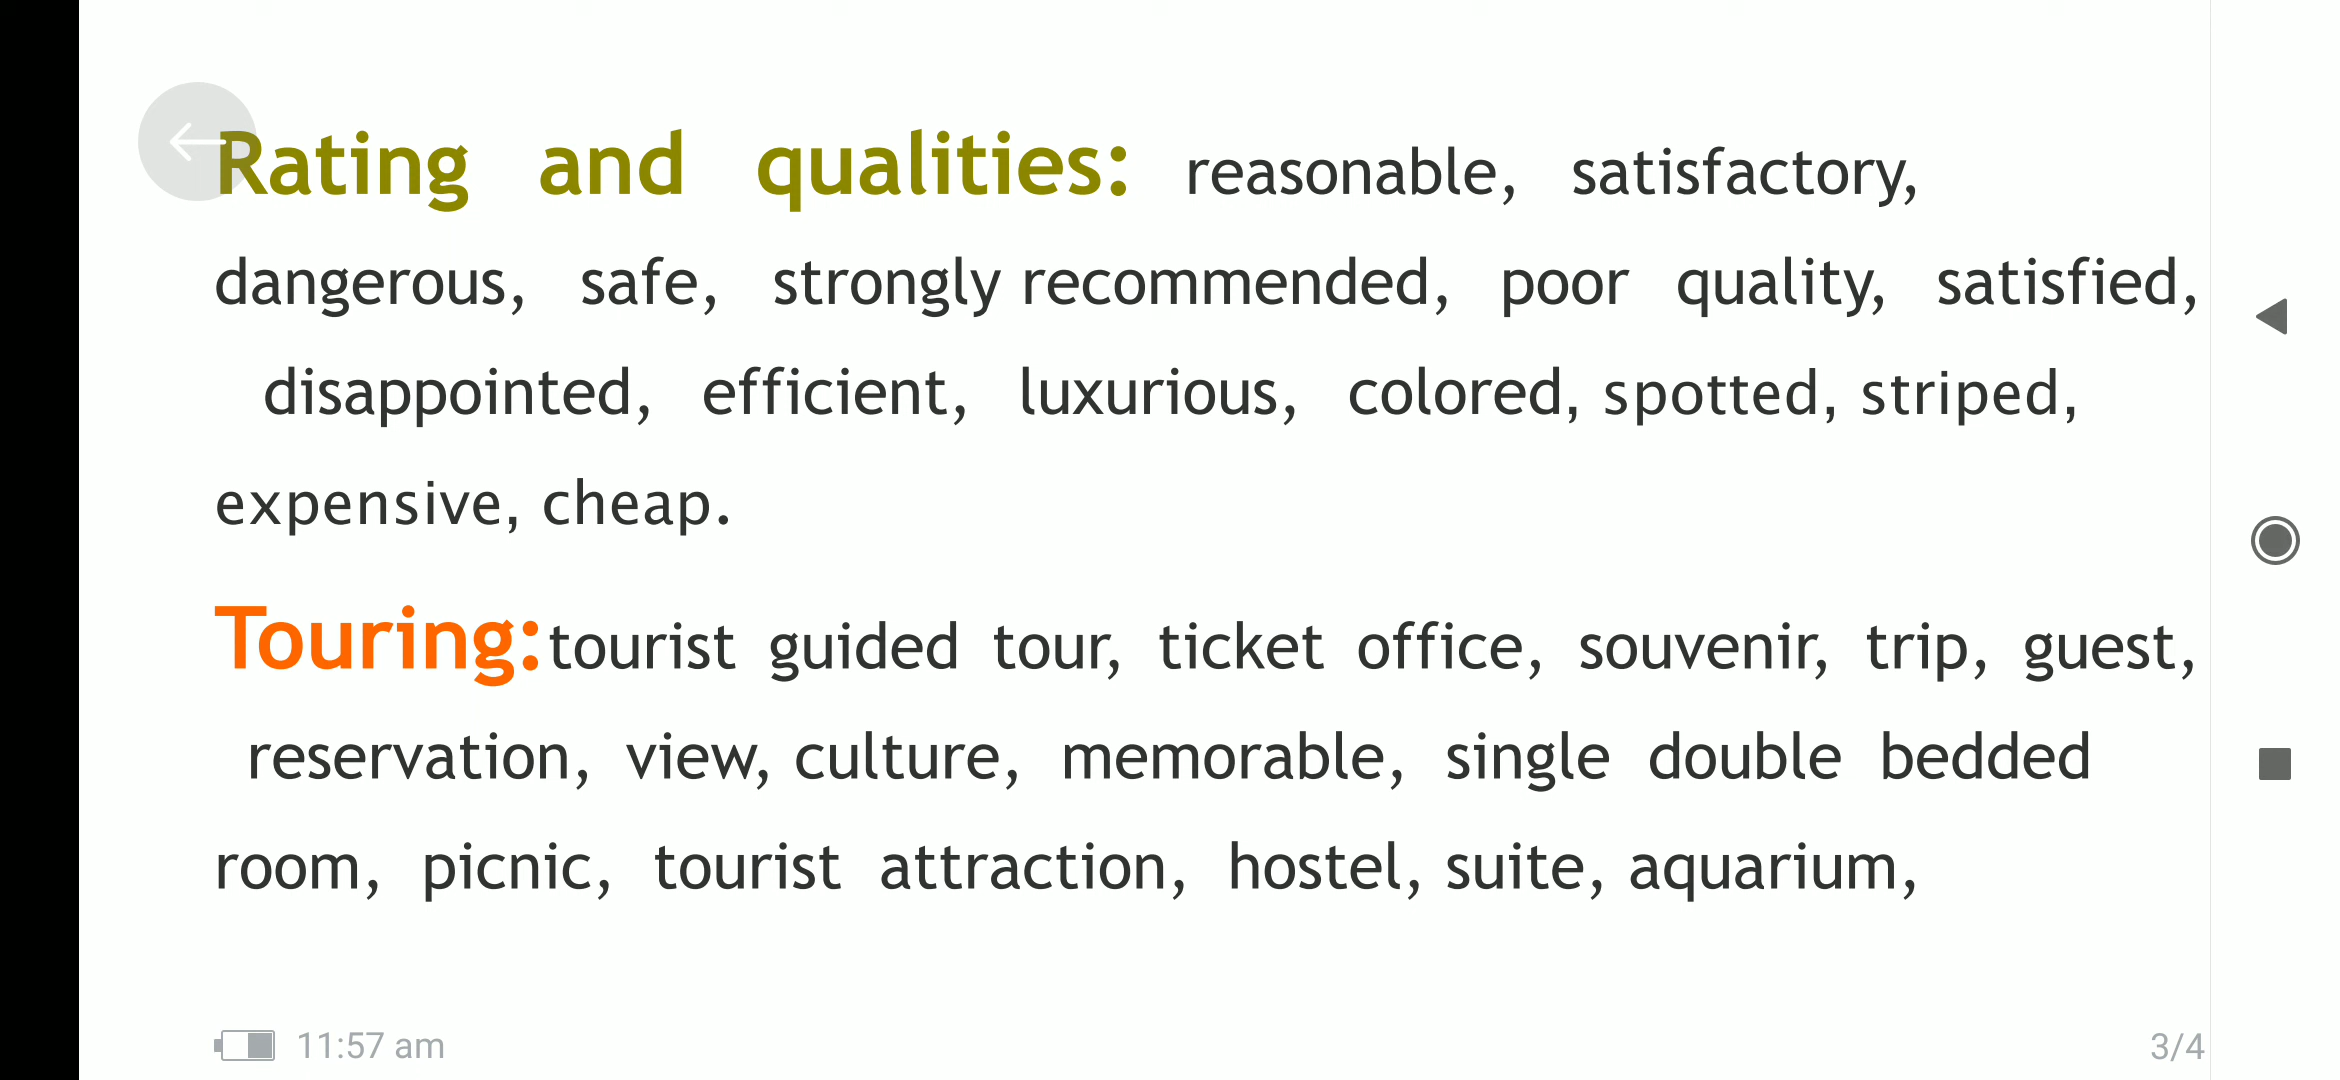 Rating and qualities: reasonable, satisfactory,
dangerous, safe, strongly recommended, poor quality, satisfied,
disappointed, efficient, luxurious, colored, spotted, striped,
expensive, cheap.
Touring: tourist guided tour, ticket office, souvenir, trip, guest,
reservation, view, culture, memorable, single double bedded
room, picnic, tourist attraction, hostel, suite, aquarium,
11:57 am
3/4